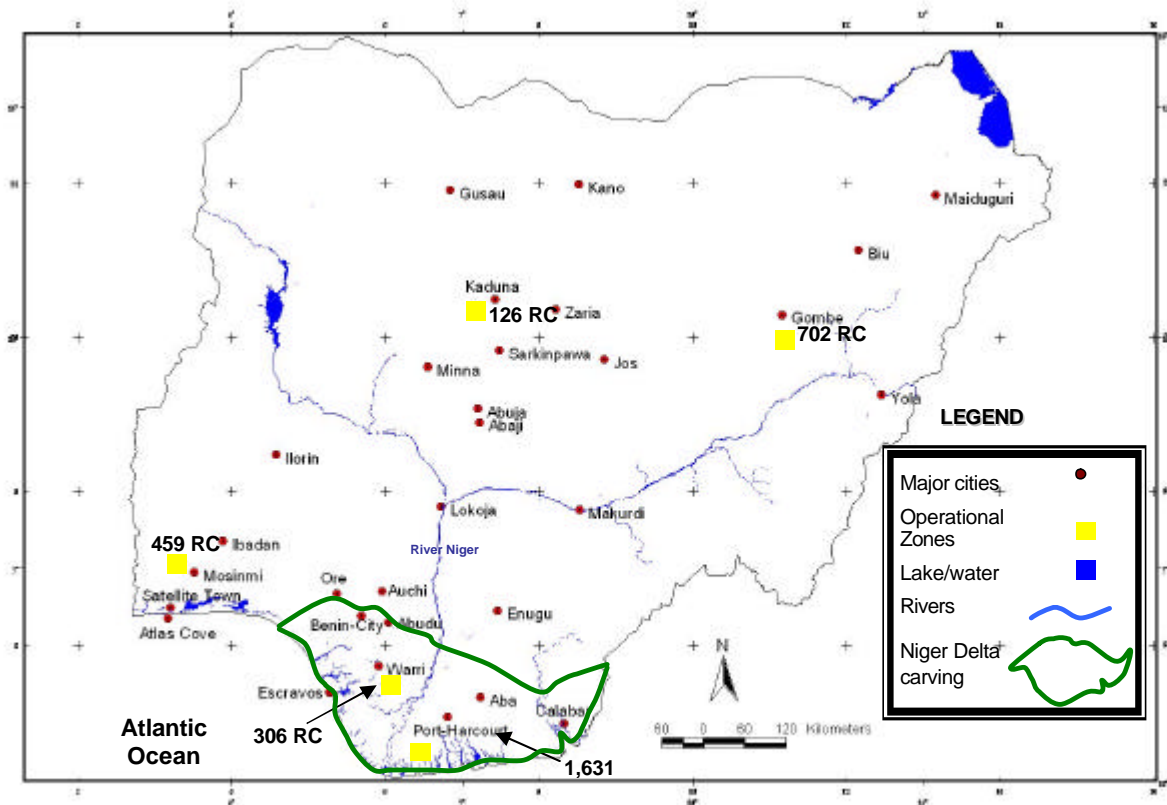 Gusau
Kano
Maiduguri
Biu
Kaduna
126 RC
Zaria
Gombe
702 RC
Sarkinpawa
Jos
Minna
Yola
Abuja
Abaji
LEGEND
Ilorin
Major cities
Lokoja
Makurdi
Operational
Zones
459 RC
Ibadan
River Niger
Mosinmi
Lake/water
Ore
Auchi
Satellite Town
Rivers
Enugu
Benin-City
Abudu
Atlas Cove
N
Niger Delta
carving
Warri
Escravos
Aba
Calabar
Port-Harcourt
Atlantic
Ocean
306 RC
60 0 60 120 Kilometers
1,631